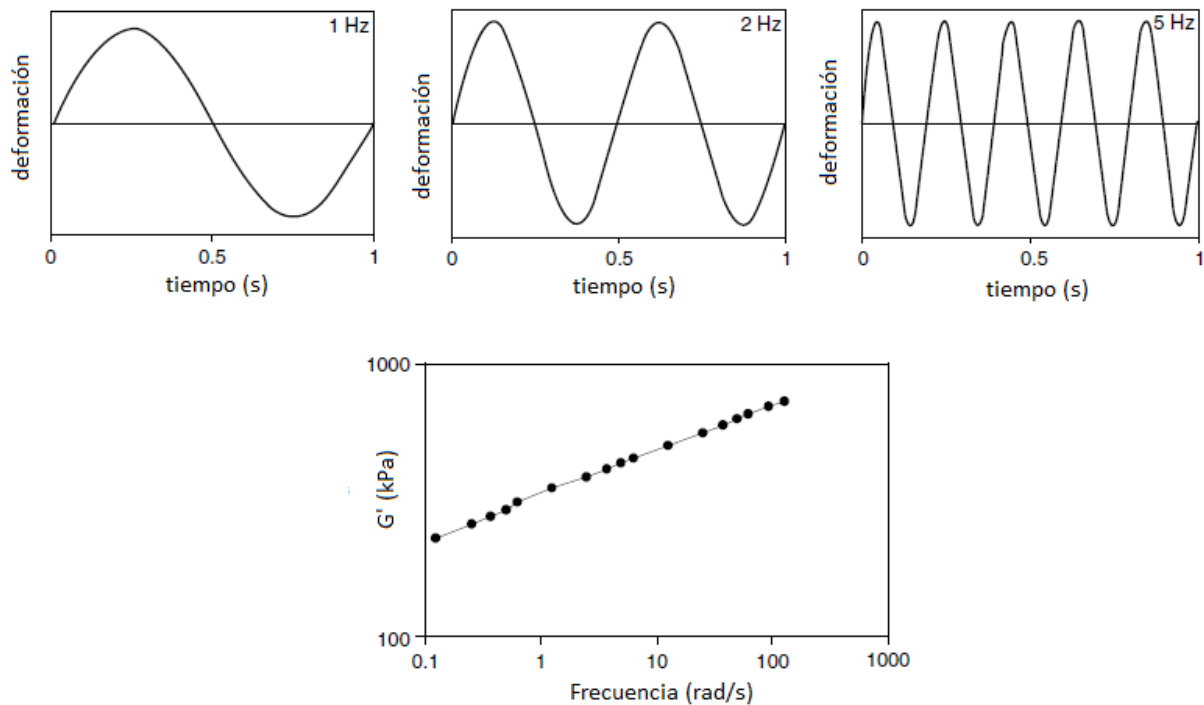 1 Hz
deformación
0
0.5
1
tiempo (s)
2 Hz
deformación
0
0.5
1
tiempo (s)
5 Hz
deformación
0
0.5
1
tiempo (s)
1000
G' (kPa)
100
0.1
1
10
100
1000
Frecuencia (rad/s)